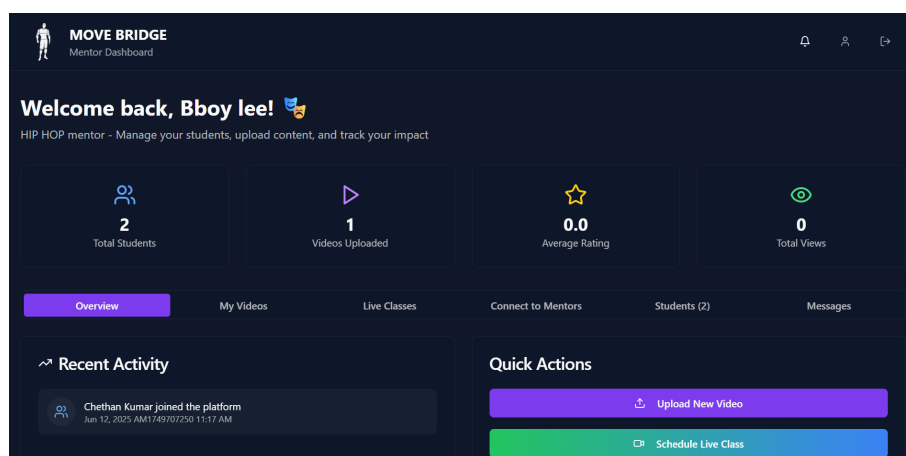 MOVE BRIDGE
Mentor Dashboard
Welcome back, Bboy lee! 🎭
HIP HOP mentor - Manage your students, upload content, and track your impact
2
Total Students
1
Videos Uploaded
0.0
Average Rating
0
Total Views
Overview
My Videos
Live Classes
Connect to Mentors
Students (2)
Messages
Recent Activity
Chethan Kumar joined the platform
Jun 12, 2025 AM1749707250 11:17 AM
Quick Actions
Upload New Video
Schedule Live Class